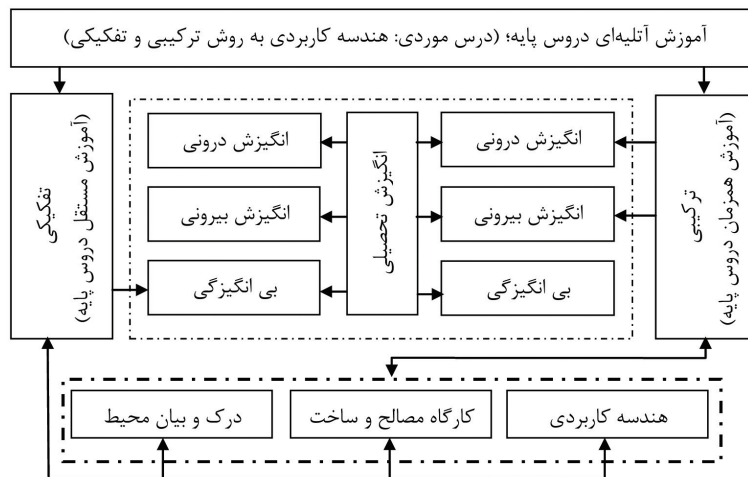 آموزش آتلیه‌ای دروس پایه؛ (درس موردی: هندسه کاربردی به روش ترکیبی و تفکیکی)
ترکیبی
(آموزش همزمان دروس پایه)
انگیزش درونی
انگیزش بیرونی
بی انگیزگی
انگیزش تحصیلی
انگیزش درونی
انگیزش بیرونی
بی انگیزگی
تفکیکی
(آموزش مستقل دروس پایه)
هندسه کاربردی
کارگاه مصالح و ساخت
درک و بیان محیط